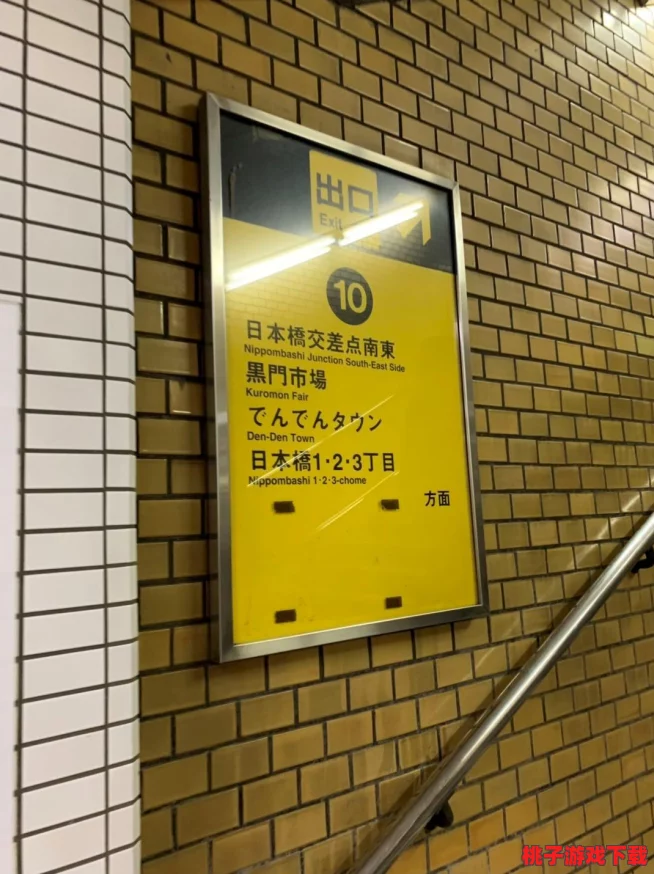 出口
Exit
10
日本橋交差点南東
Nippombashi Junction South-East Side
黒門市場
Kuromon Fair
でんでんタウン
Den-Den Town
日本橋1・2・3丁目
Nippombashi 1・2・3-chome
方面
桃子游戏下载